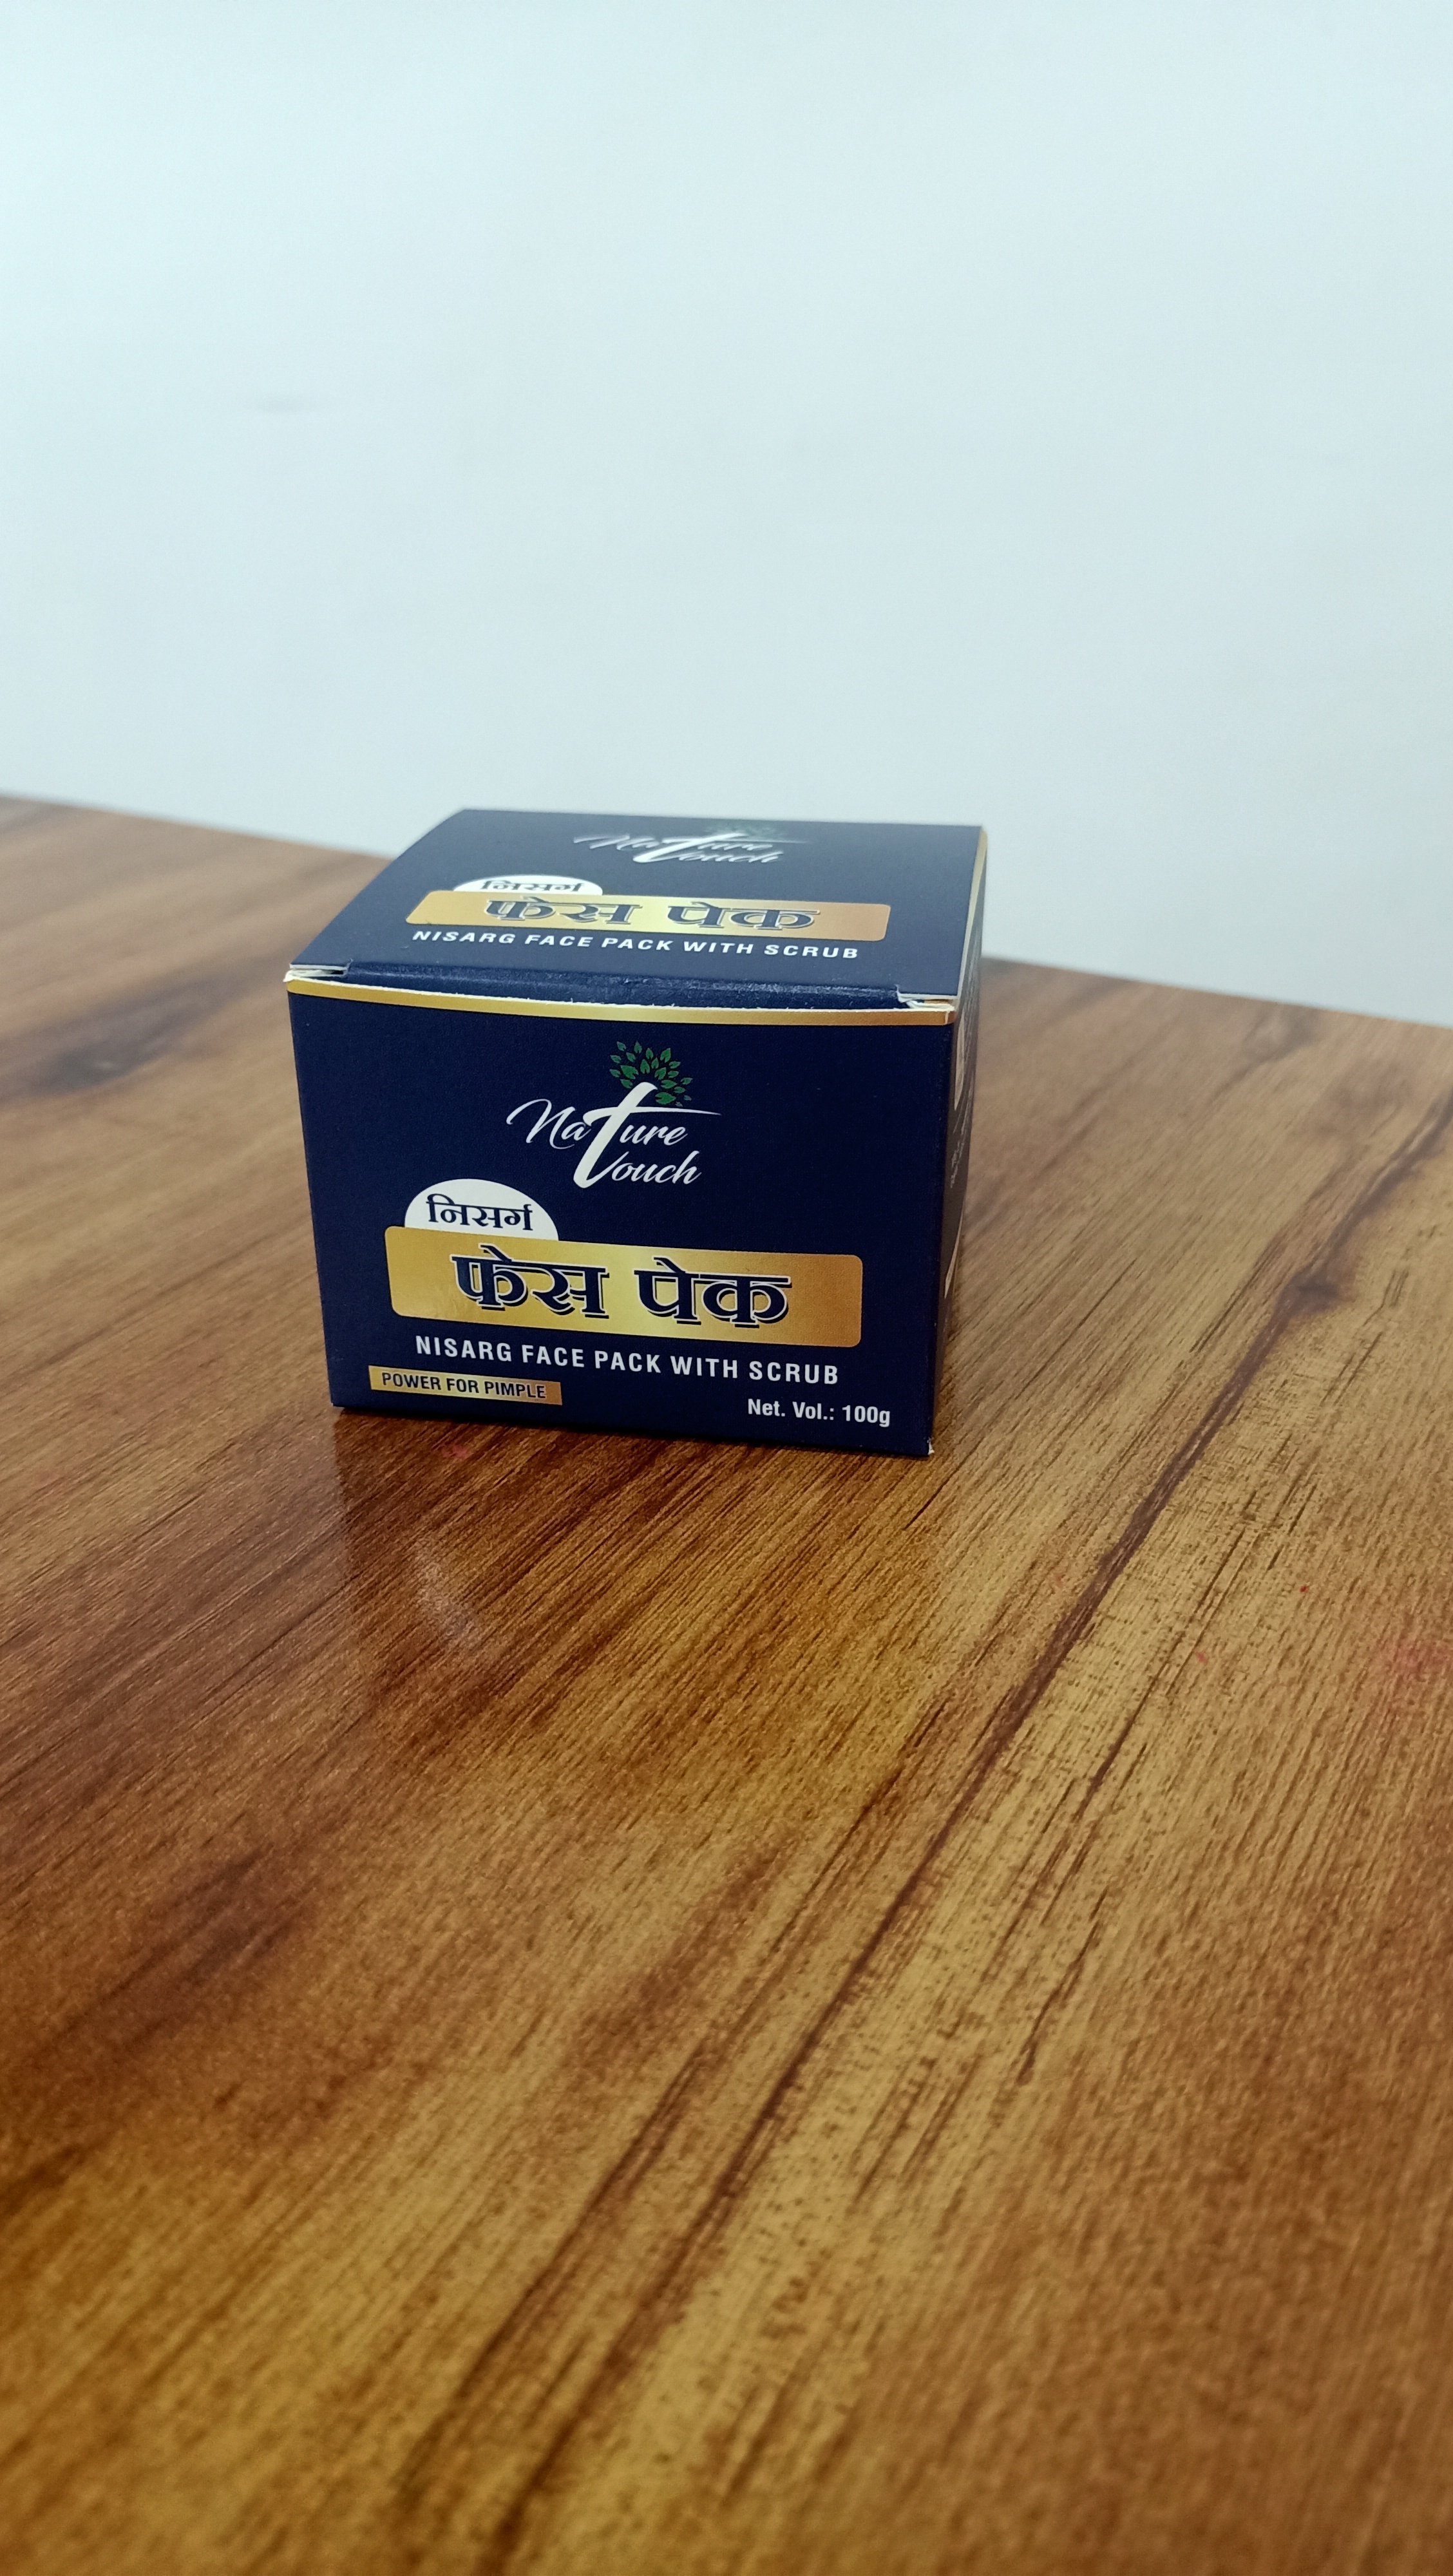 Nature
Touch
निसर्ग
फेस पेक
NISARG FACE PACK WITH SCRUB
Nature
Touch
निसर्ग
फेस पेक
NISARG FACE PACK WITH SCRUB
POWER FOR PIMPLE
Net. Vol.: 100g